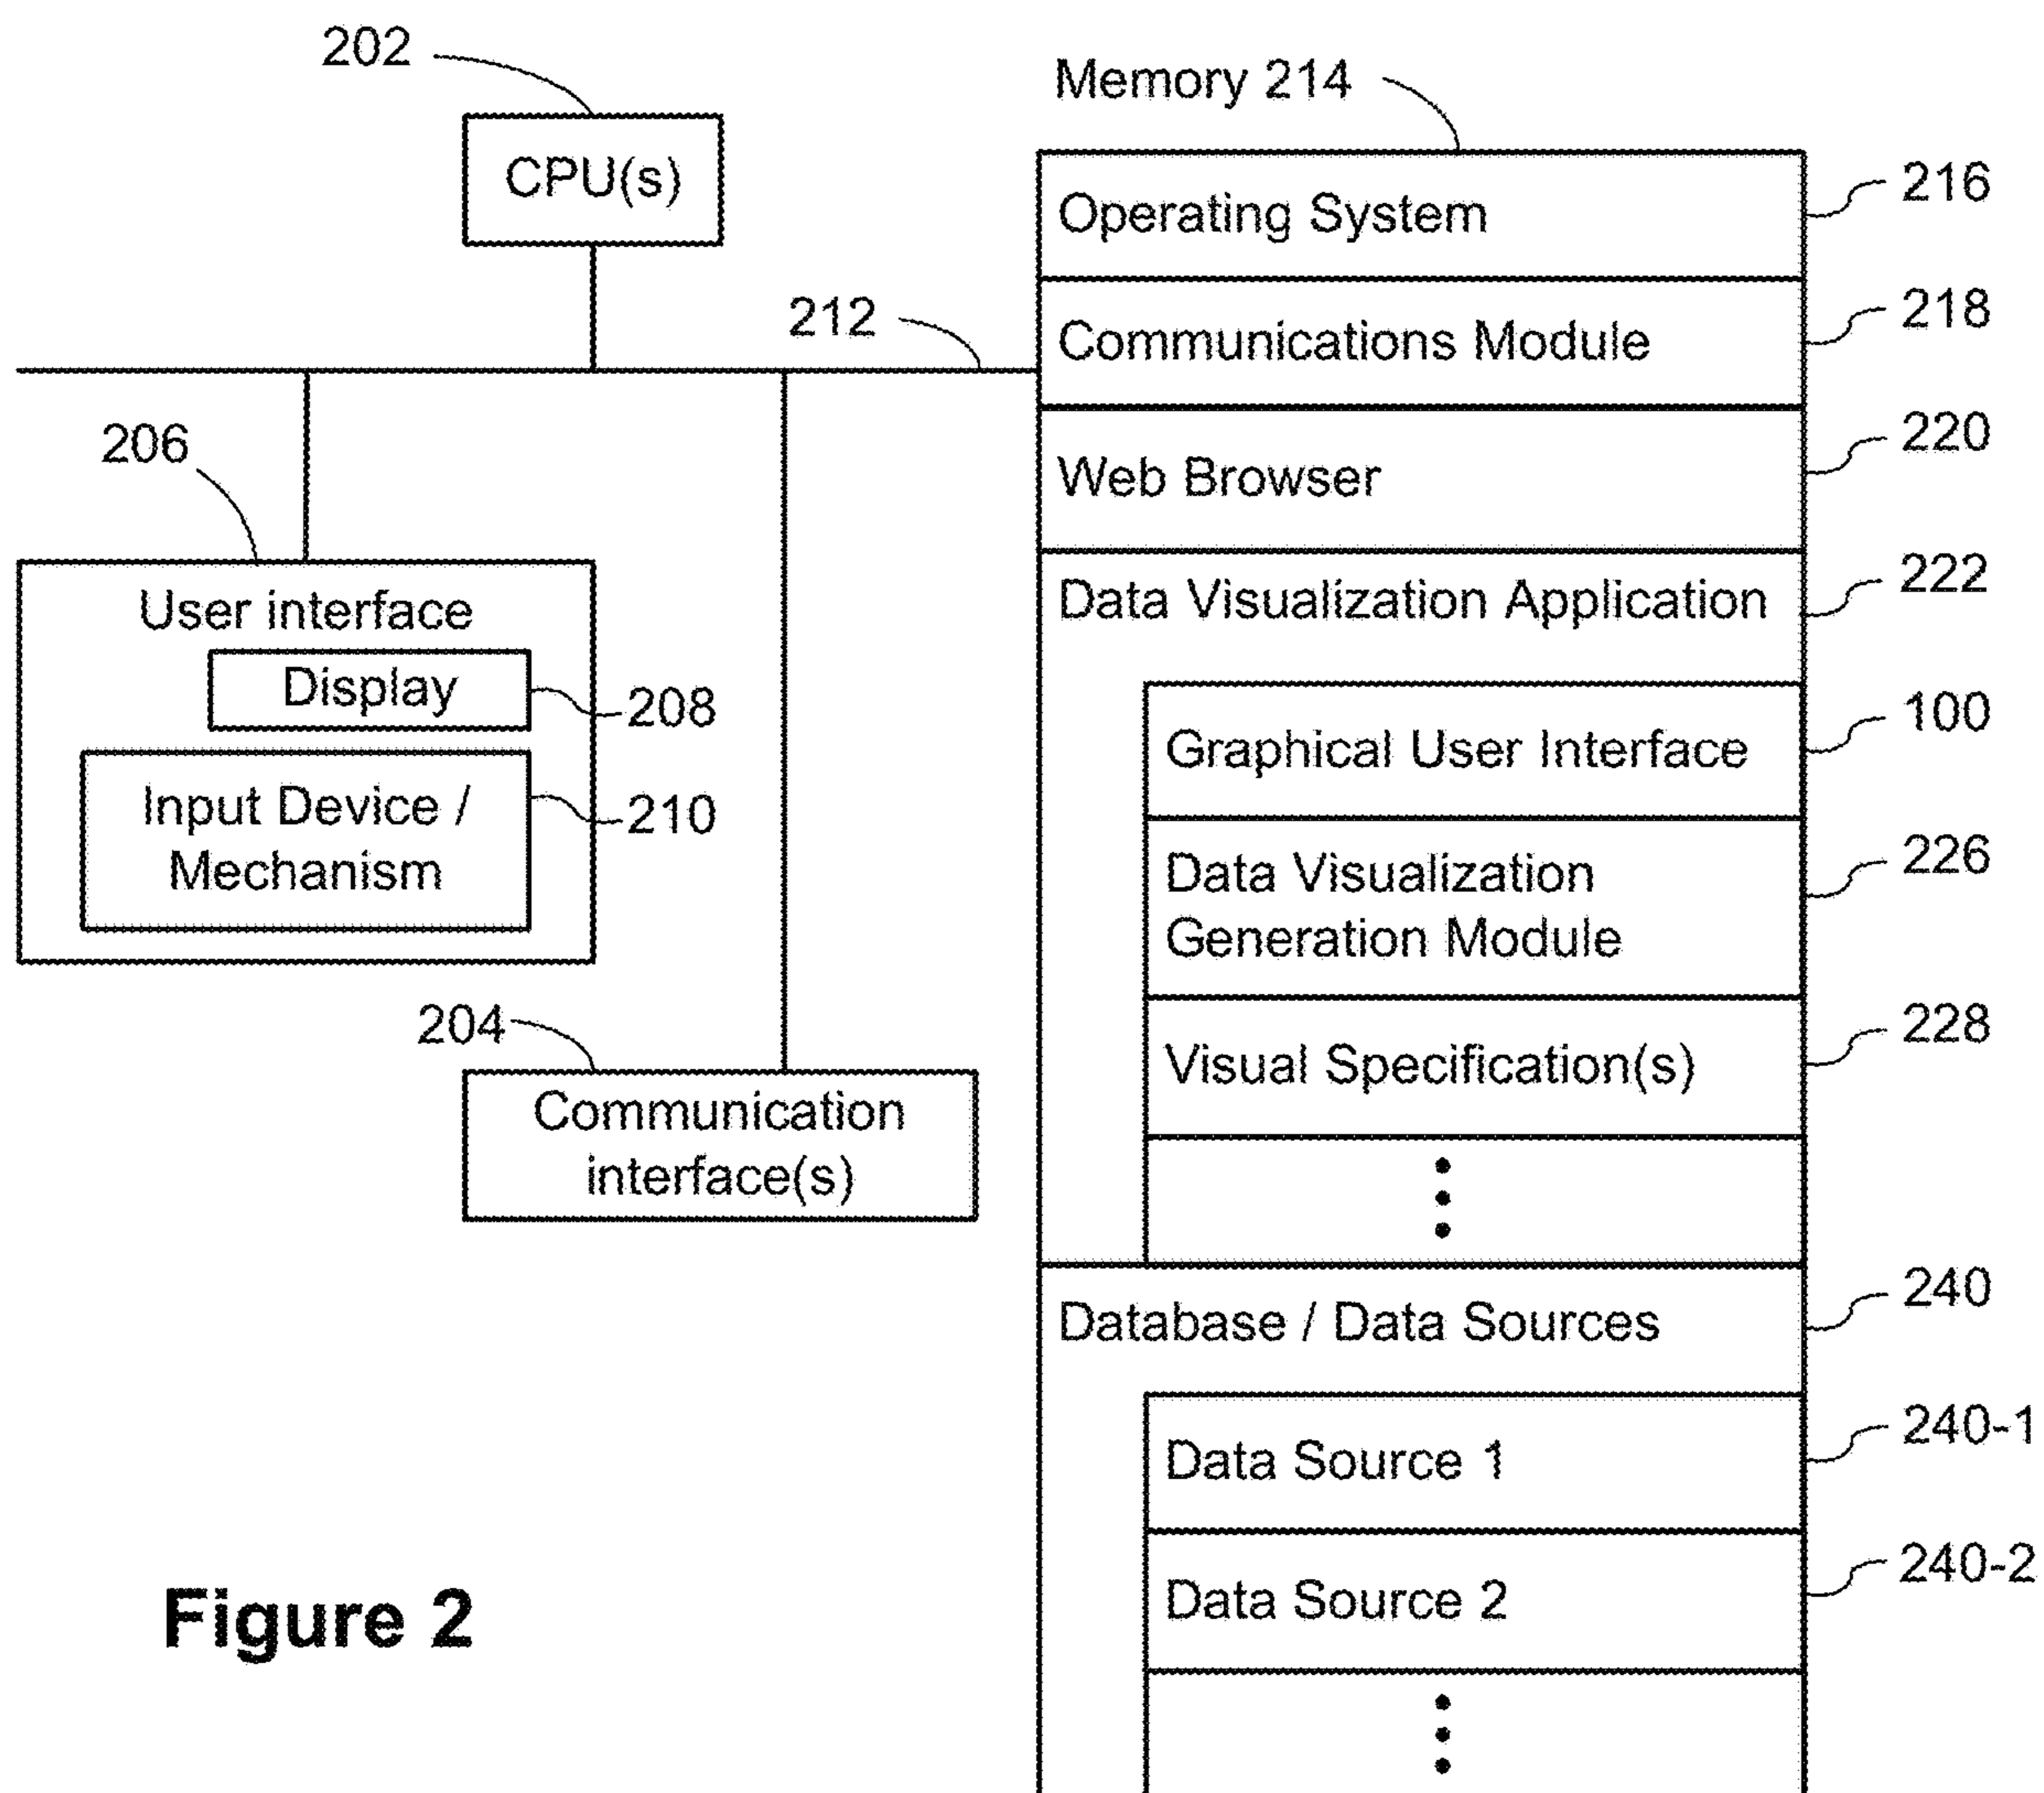 202
CPU(s)
212
206
User interface
Display
208
Input Device /
Mechanism
210
204
Communication
interface(s)
Memory 214
Operating System
216
Communications Module
218
Web Browser
220
Data Visualization Application
222
Graphical User Interface
100
Data Visualization
Generation Module
226
Visual Specification(s)
228
Database / Data Sources
240
Data Source 1
240-1
Data Source 2
240-2
Figure 2